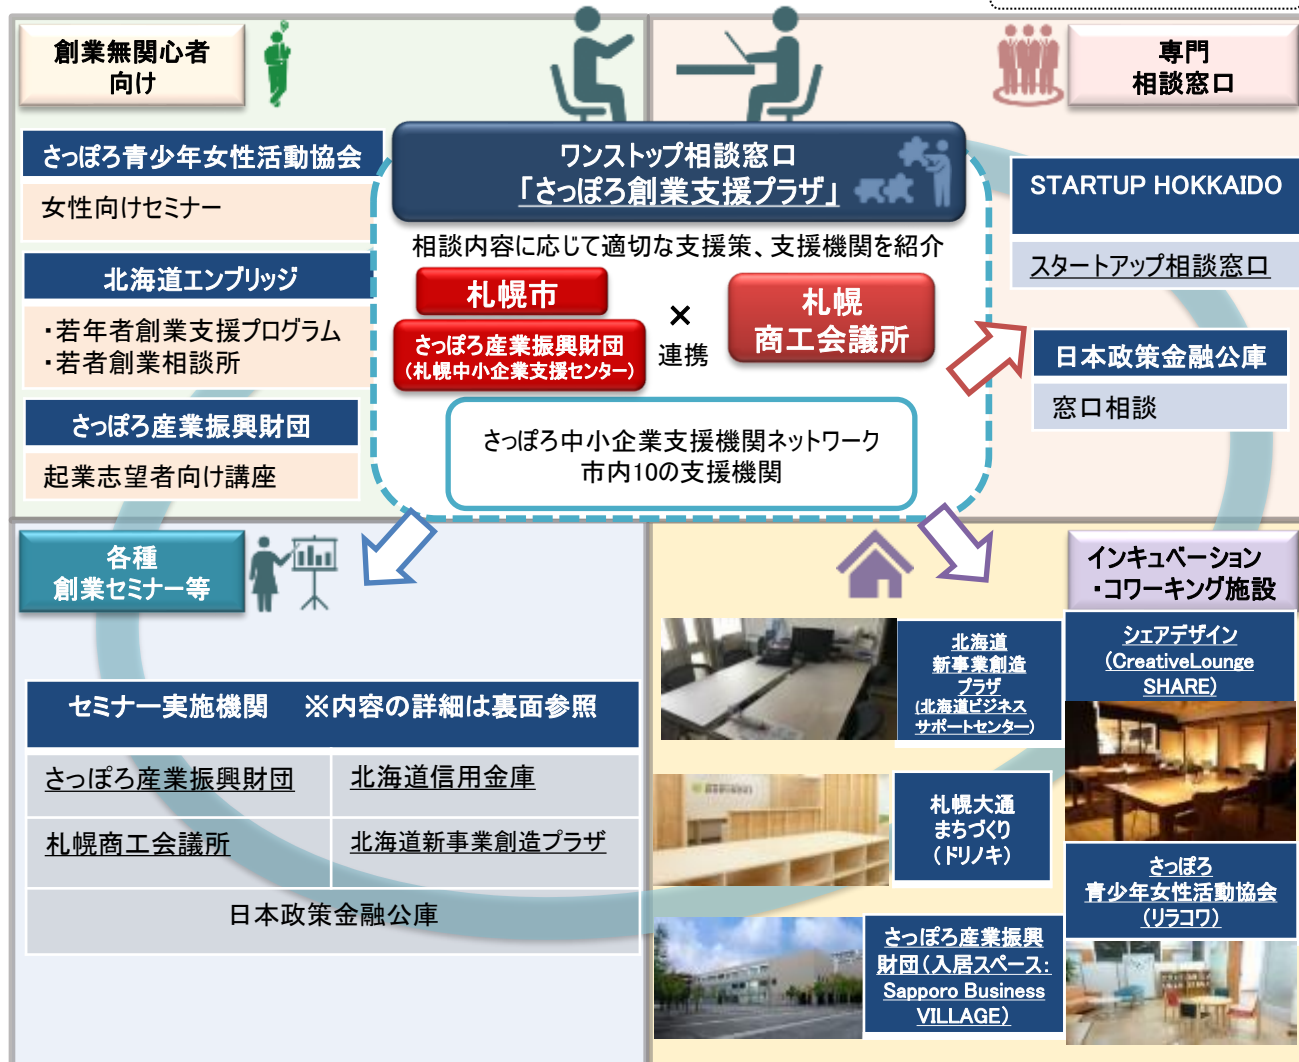 創業無関心者
向け
専門
相談窓口
さっぽろ青少年女性活動協会
女性向けセミナー
北海道エンブリッジ
・若年者創業支援プログラム
・若者創業相談所
さっぽろ産業振興財団
起業志望者向け講座
ワンストップ相談窓口
「さっぽろ創業支援プラザ」
相談内容に応じて適切な支援策、支援機関を紹介
札幌市
さっぽろ産業振興財団
(札幌中小企業支援センター)
×
連携
札幌
商工会議所
さっぽろ中小企業支援機関ネットワーク
市内10の支援機関
STARTUP HOKKAIDO
スタートアップ相談窓口
日本政策金融公庫
窓口相談
各種
創業セミナー等
セミナー実施機関 ※内容の詳細は裏面参照
さっぽろ産業振興財団
北海道信用金庫
札幌商工会議所
北海道新事業創造プラザ
日本政策金融公庫
インキュベーション
・コワーキング施設
北海道
新事業創造
プラザ
(北海道ビジネス
サポートセンター)
シェアデザイン
(CreativeLounge
SHARE)
札幌大通
まちづくり
(ドリノキ)
さっぽろ
青少年女性活動協会
(リラコワ)
さっぽろ産業振興
財団(入居スペース:
Sapporo Business
VILLAGE)